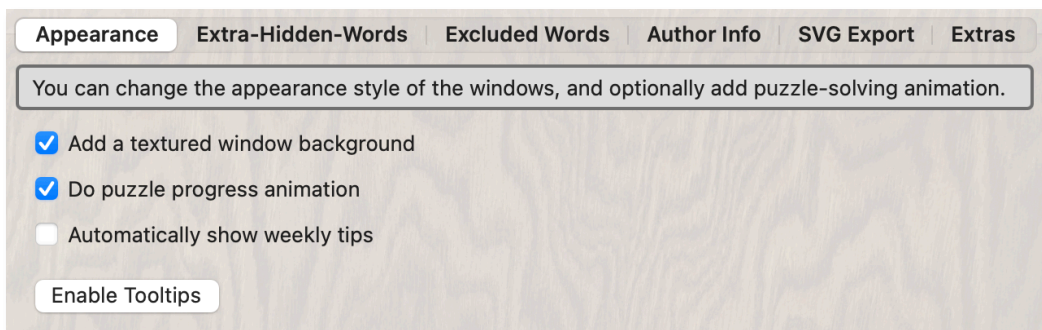 Appearance Extra-Hidden-Words Excluded Words Author Info SVG Export Extras
You can change the appearance style of the windows, and optionally add puzzle-solving animation.
Add a textured window background
Do puzzle progress animation
Automatically show weekly tips
Enable Tooltips